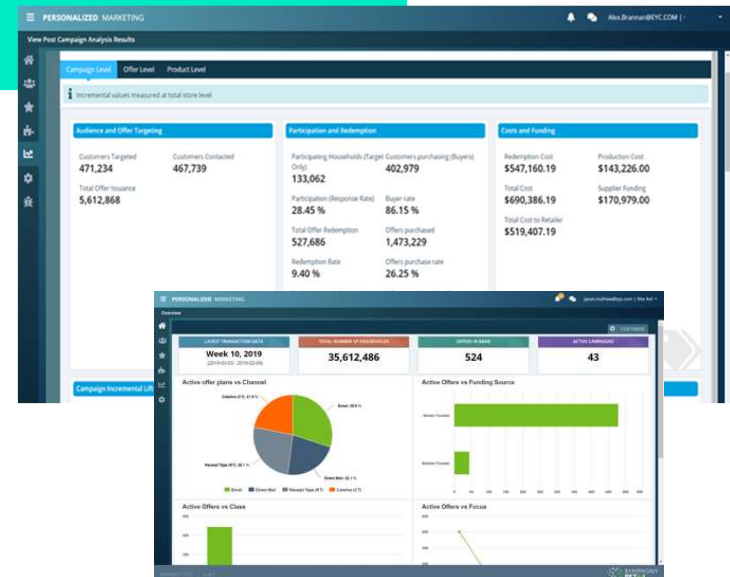 PERSONALIZED MARKETING
Alex.Brannan@EYC.COM |
View Post Campaign Analysis Results
Campaign Level Offer Level Product Level
Incremental values measured at total store level
Audience and Offer Targeting
Customers Targeted Customers Contacted
471,234 467,739
Total Offer Issuance
5,612,868
Participation and Redemption
Participating Households (Target Customers purchasing (Buyers)
Only) 402,979
133,062
Participation (Response Rate) Buyer rate
28.45 % 86.15 %
Total Offer Redemption Offers purchased
527,686 1,473,229
Redemption Rate Offers purchase rate
9.40 % 26.25 %
Costs and Funding
Redemption Cost Production Cost
$547,160.19 $143,226.00
Total Cost Supplier Funding
$690,386.19 $170,979.00
Total Cost to Retailer
$519,407.19
Campaign Incremental Lift
PERSONALIZED MARKETING
Overview
CUSTOMIZE
LATEST TRANSACTION DATA TOTAL NUMBER OF HOUSEHOLDS OFFERS IN BANK ACTIVE CAMPAIGNS
Week 10, 2019 35,612,486 524 43
Active offer plans vs Channel
Active Offers vs Funding Source
Email Direct Mail Receipt Tape (RT) Catalina (CT)
Active Offers vs Class
Active Offers vs Focus
SYMPHONY